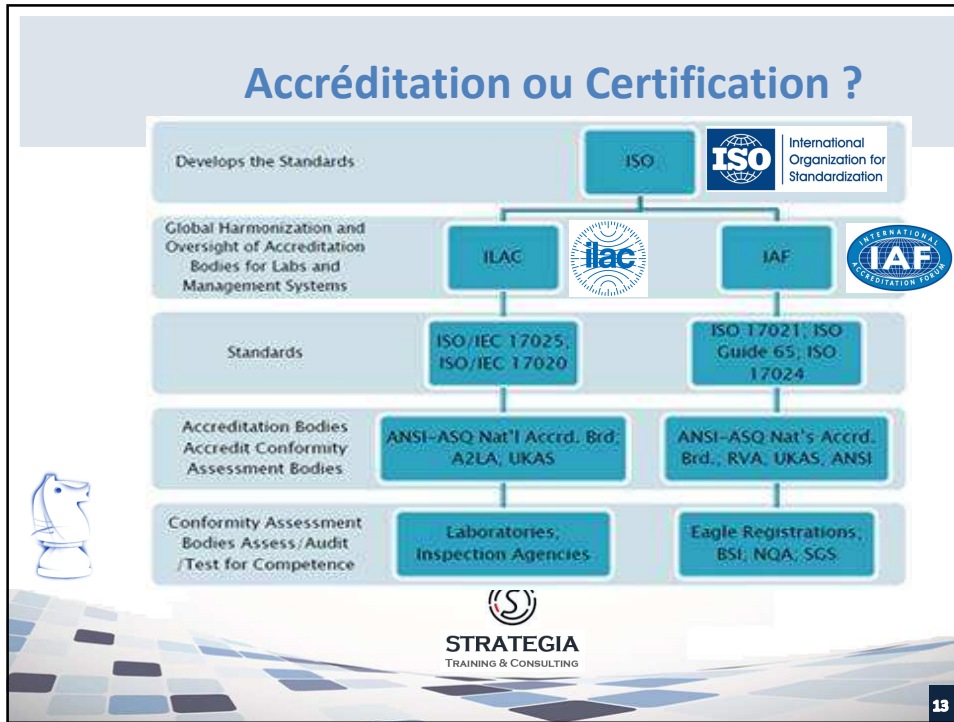 Accréditation ou Certification ?
Develops the Standards
ISO
ISO
International
Organization for
Standardization
Global Harmonization and
Oversight of Accreditation
Bodies for Labs and
Management Systems
ILAC
ilac
IAF
INTERNATIONAL
IAF
ACCREDITATION FORUM
Standards
ISO/IEC 17025;
ISO/IEC 17020
ISO 17021; ISO
Guide 65; ISO
17024
Accreditation Bodies
Accredit Conformity
Assessment Bodies
ANSI-ASQ Nat'l Accrd. Brd;
A2LA; UKAS
ANSI-ASQ Nat's Accrd.
Brd., RVA; UKAS, ANSI
Conformity Assessment
Bodies Assess/Audit
/Test for Competence
Laboratories;
Inspection Agencies
Eagle Registrations;
BSI; NQA; SGS
S
STRATEGIA
TRAINING & CONSULTING
13